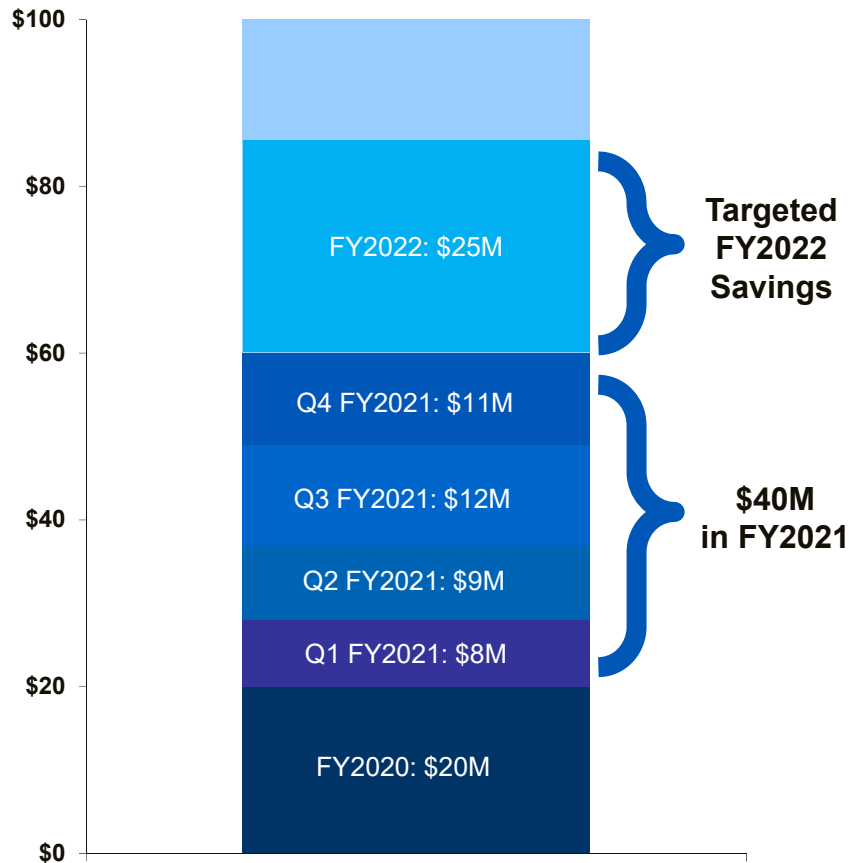 $100
$80
$60
$40
$20
$0
FY2022: $25M
Q4 FY2021: $11M
Q3 FY2021: $12M
Q2 FY2021: $9M
Q1 FY2021: $8M
FY2020: $20M
Targeted
FY2022
Savings
$40M
in FY2021